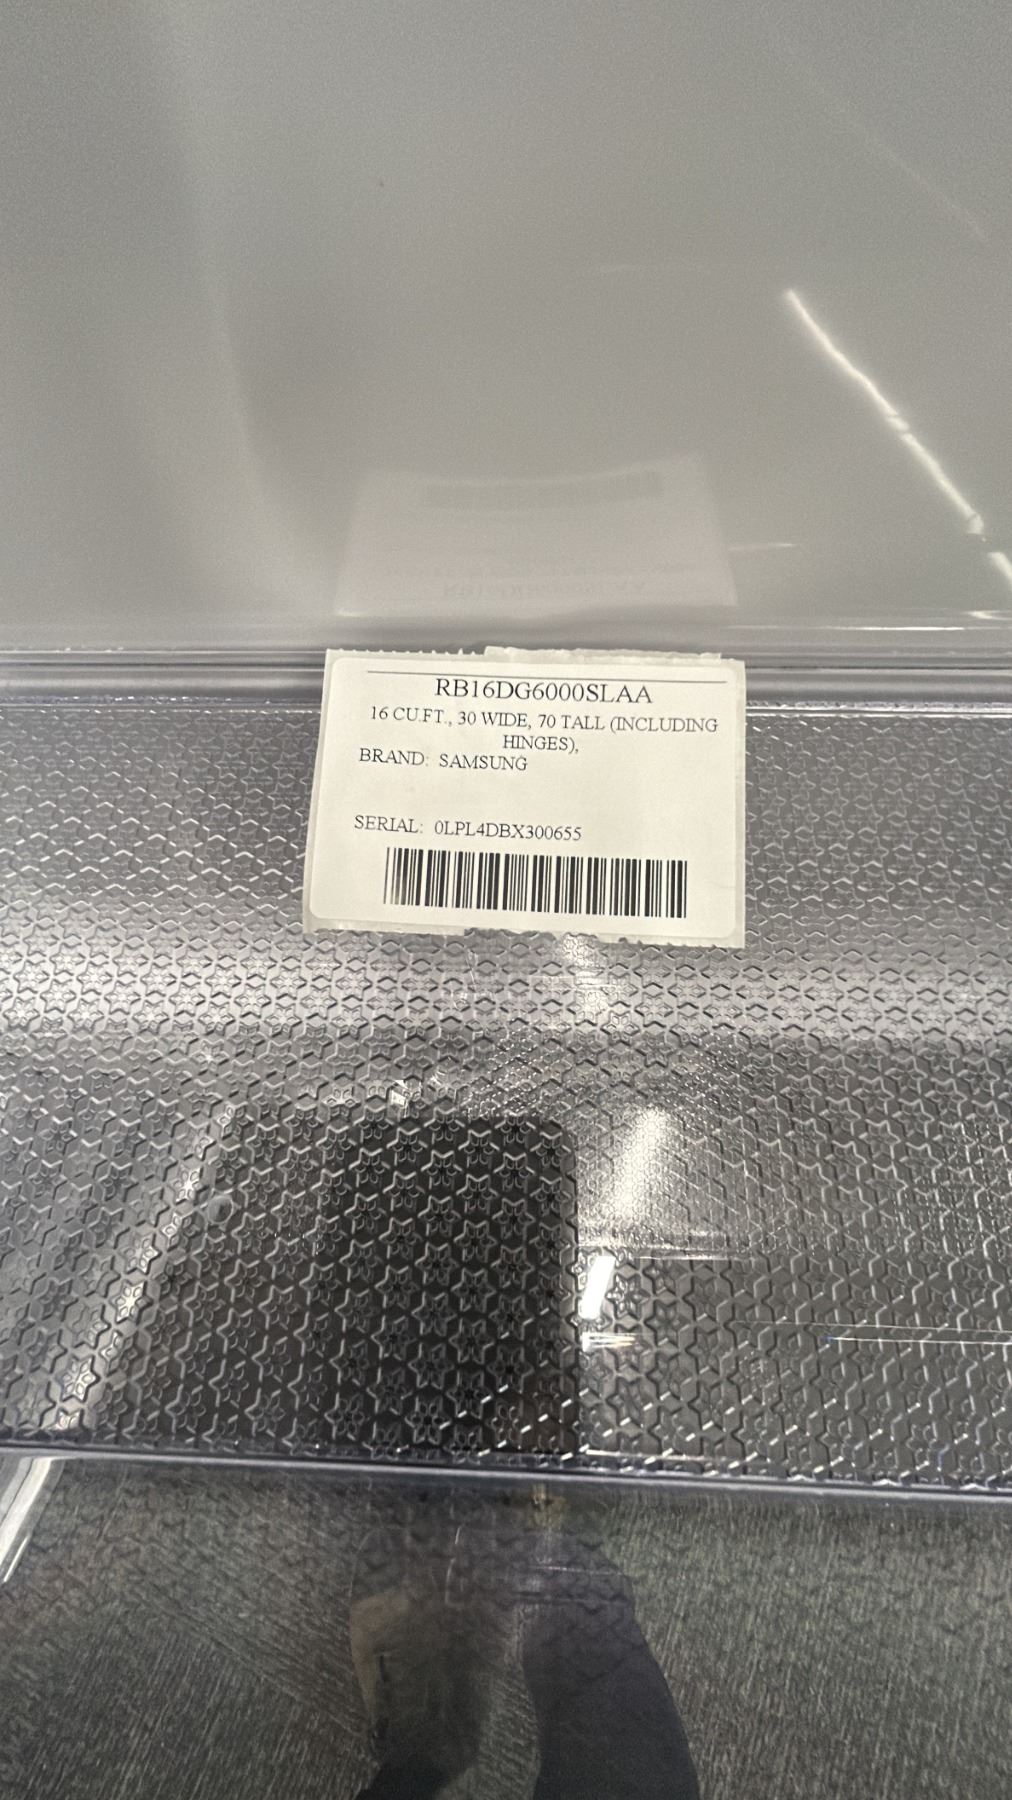 RB16DG6000SLAA
16 CU.FT., 30 WIDE, 70 TALL (INCLUDING
HINGES),
BRAND: SAMSUNG
SERIAL: 0LPL4DBX300655